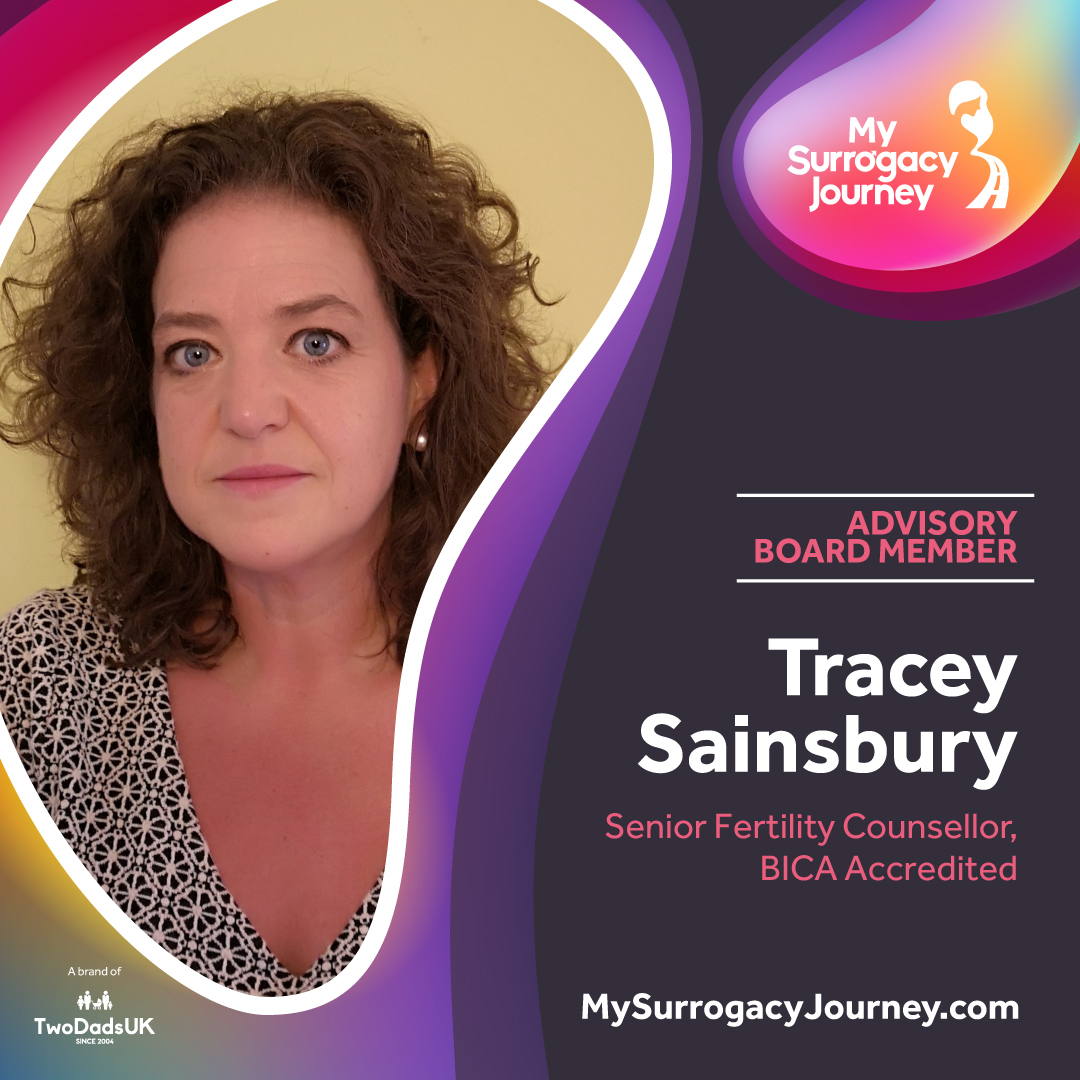 My
Surrogacy
Journey
ADVISORY
BOARD MEMBER
Tracey
Sainsbury
Senior Fertility Counsellor,
BICA Accredited
A brand of
TwoDadsUK
SINCE 2004
MySurrogacyJourney.com